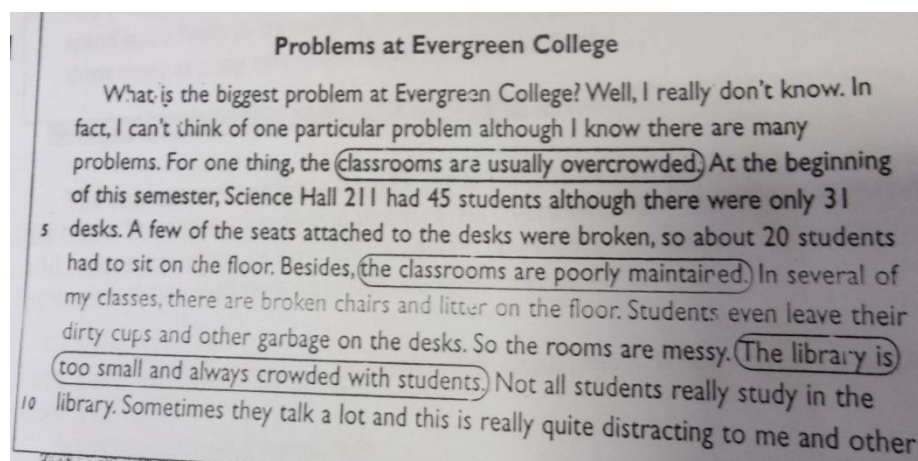 Problems at Evergreen College
What is the biggest problem at Evergreen College? Well, I really don't know. In
fact, I can't think of one particular problem although I know there are many
problems. For one thing, the classrooms are usually overcrowded. At the beginning
of this semester, Science Hall 211 had 45 students although there were only 31
5 desks. A few of the seats attached to the desks were broken, so about 20 students
had to sit on the floor. Besides, the classrooms are poorly maintained. In several of
my classes, there are broken chairs and litter on the floor. Students even leave their
dirty cups and other garbage on the desks. So the rooms are messy. The library is
too small and always crowded with students. Not all students really study in the
10 library. Sometimes they talk a lot and this is really quite distracting to me and other